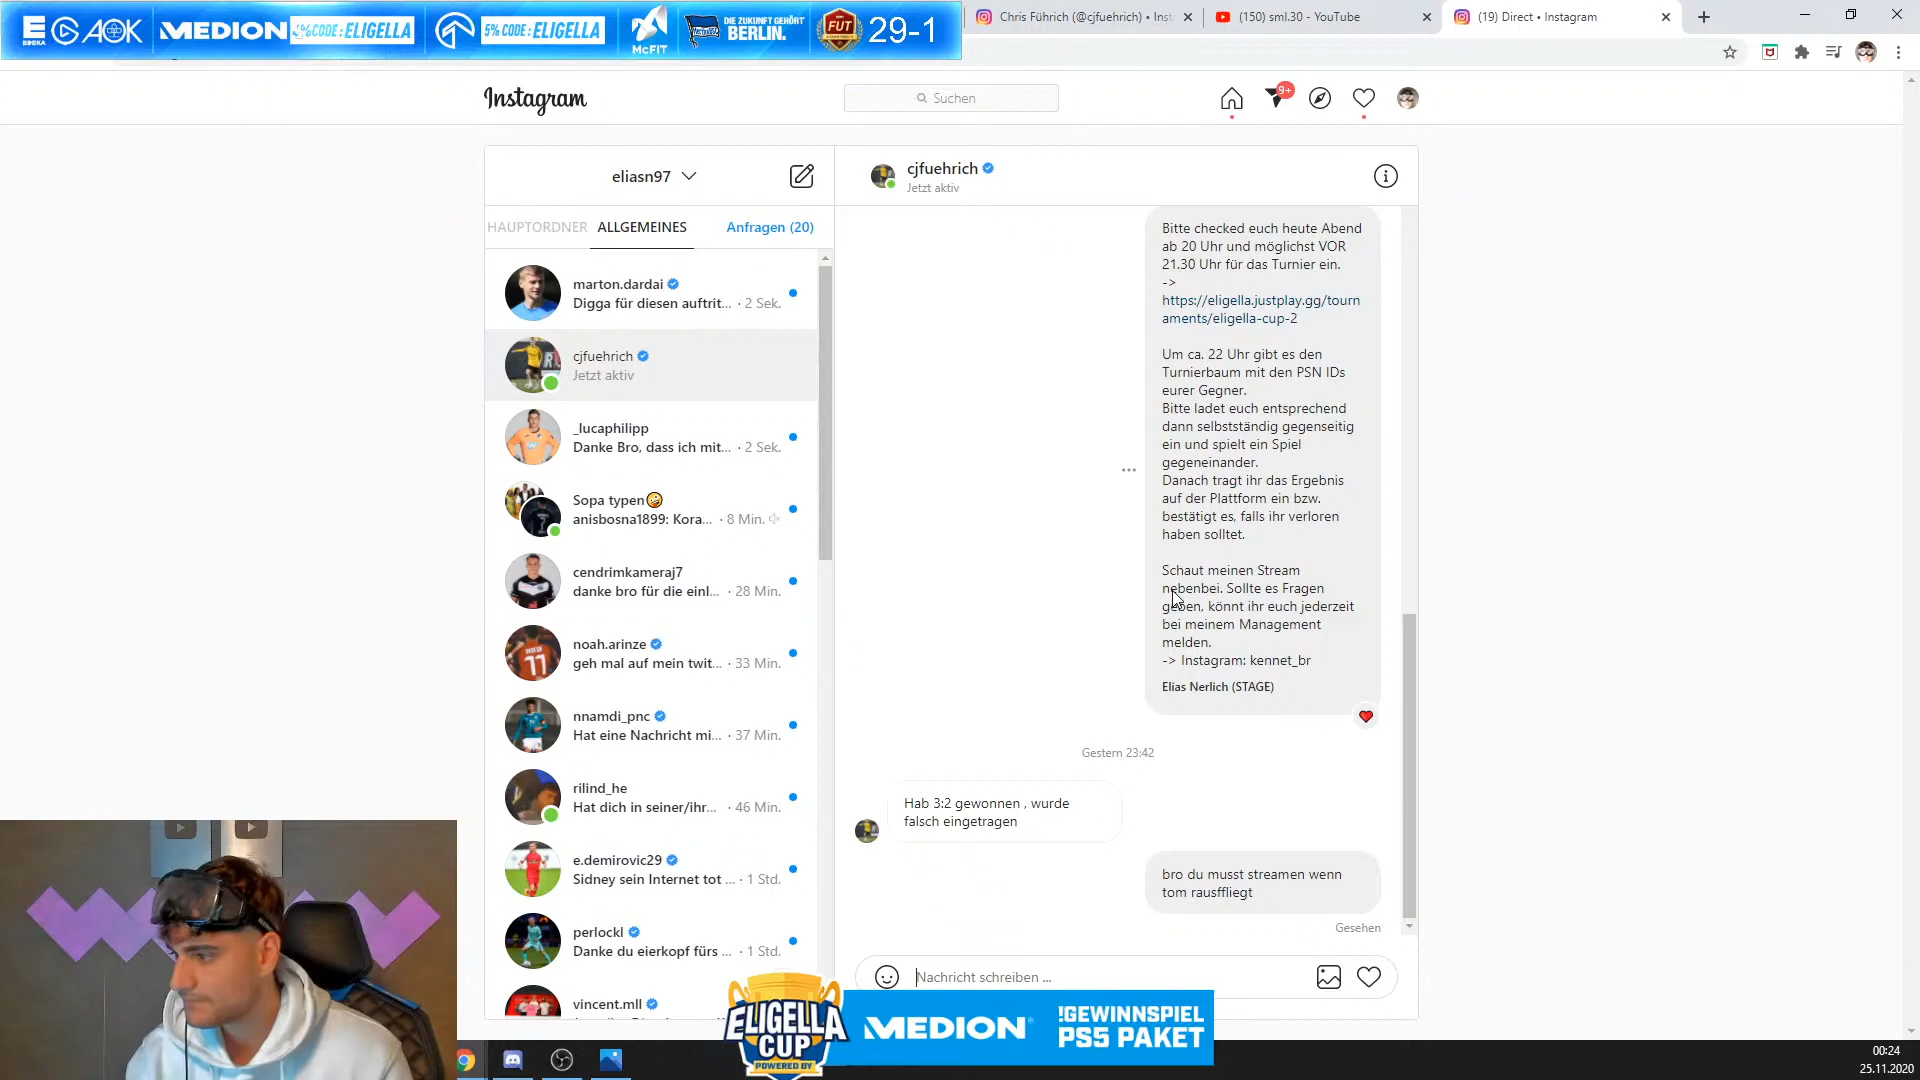 EDEKA
AOK
MEDION
5% CODE: ELIGELLA
5% CODE: ELIGELLA
McFIT
DIE ZUKUNFT GEHÖRT
BERLIN.
FUT
29-1
Chris Führich (@cjfuehrich) • Inst
(150) sml.30 - YouTube
(19) Direct • Instagram
Instagram
Suchen
9+
eliasn97
HAUPTORDNER
ALLGEMEINES
Anfragen (20)
marton.dardai
Digga für diesen auftrit... · 2 Sek.
cjfuehrich
Jetzt aktiv
_lucaphilipp
Danke Bro, dass ich mit... · 2 Sek.
Sopa typen🤪
anisbosna1899: Kora... · 8 Min.
cendrimkameraj7
danke bro für die einl... · 28 Min.
noah.arinze
geh mal auf mein twit... · 33 Min.
11
nnamdi_pnc
Hat eine Nachricht mi... · 37 Min.
rilind_he
Hat dich in seiner/ihr... · 46 Min.
e.demirovic29
Sidney sein Internet tot ... · 1 Std.
perlockl
Danke du eierkopf fürs ... · 1 Std.
vincent.mll
cjfuehrich
Jetzt aktiv
Bitte checked euch heute Abend
ab 20 Uhr und möglichst VOR
21.30 Uhr für das Turnier ein.
->
https://eligella.justplay.gg/tourn
aments/eligella-cup-2
Um ca. 22 Uhr gibt es den
Turnierbaum mit den PSN IDs
eurer Gegner.
Bitte ladet euch entsprechend
dann selbstständig gegenseitig
ein und spielt ein Spiel
gegeneinander.
Danach tragt ihr das Ergebnis
auf der Plattform ein bzw.
bestätigt es, falls ihr verloren
haben solltet.
Schaut meinen Stream
nebenbei. Sollte es Fragen
geben, könnt ihr euch jederzeit
bei meinem Management
melden.
-> Instagram: kennet_br
Elias Nerlich (STAGE)
Gestern 23:42
Hab 3:2 gewonnen , wurde
falsch eingetragen
bro du musst streamen wenn
tom rausffliegt
Gesehen
Nachricht schreiben ...
ELIGELLA
CUP
POWERED BY
MEDION
!GEWINNSPIEL
PS5 PAKET
00:24
25.11.2020